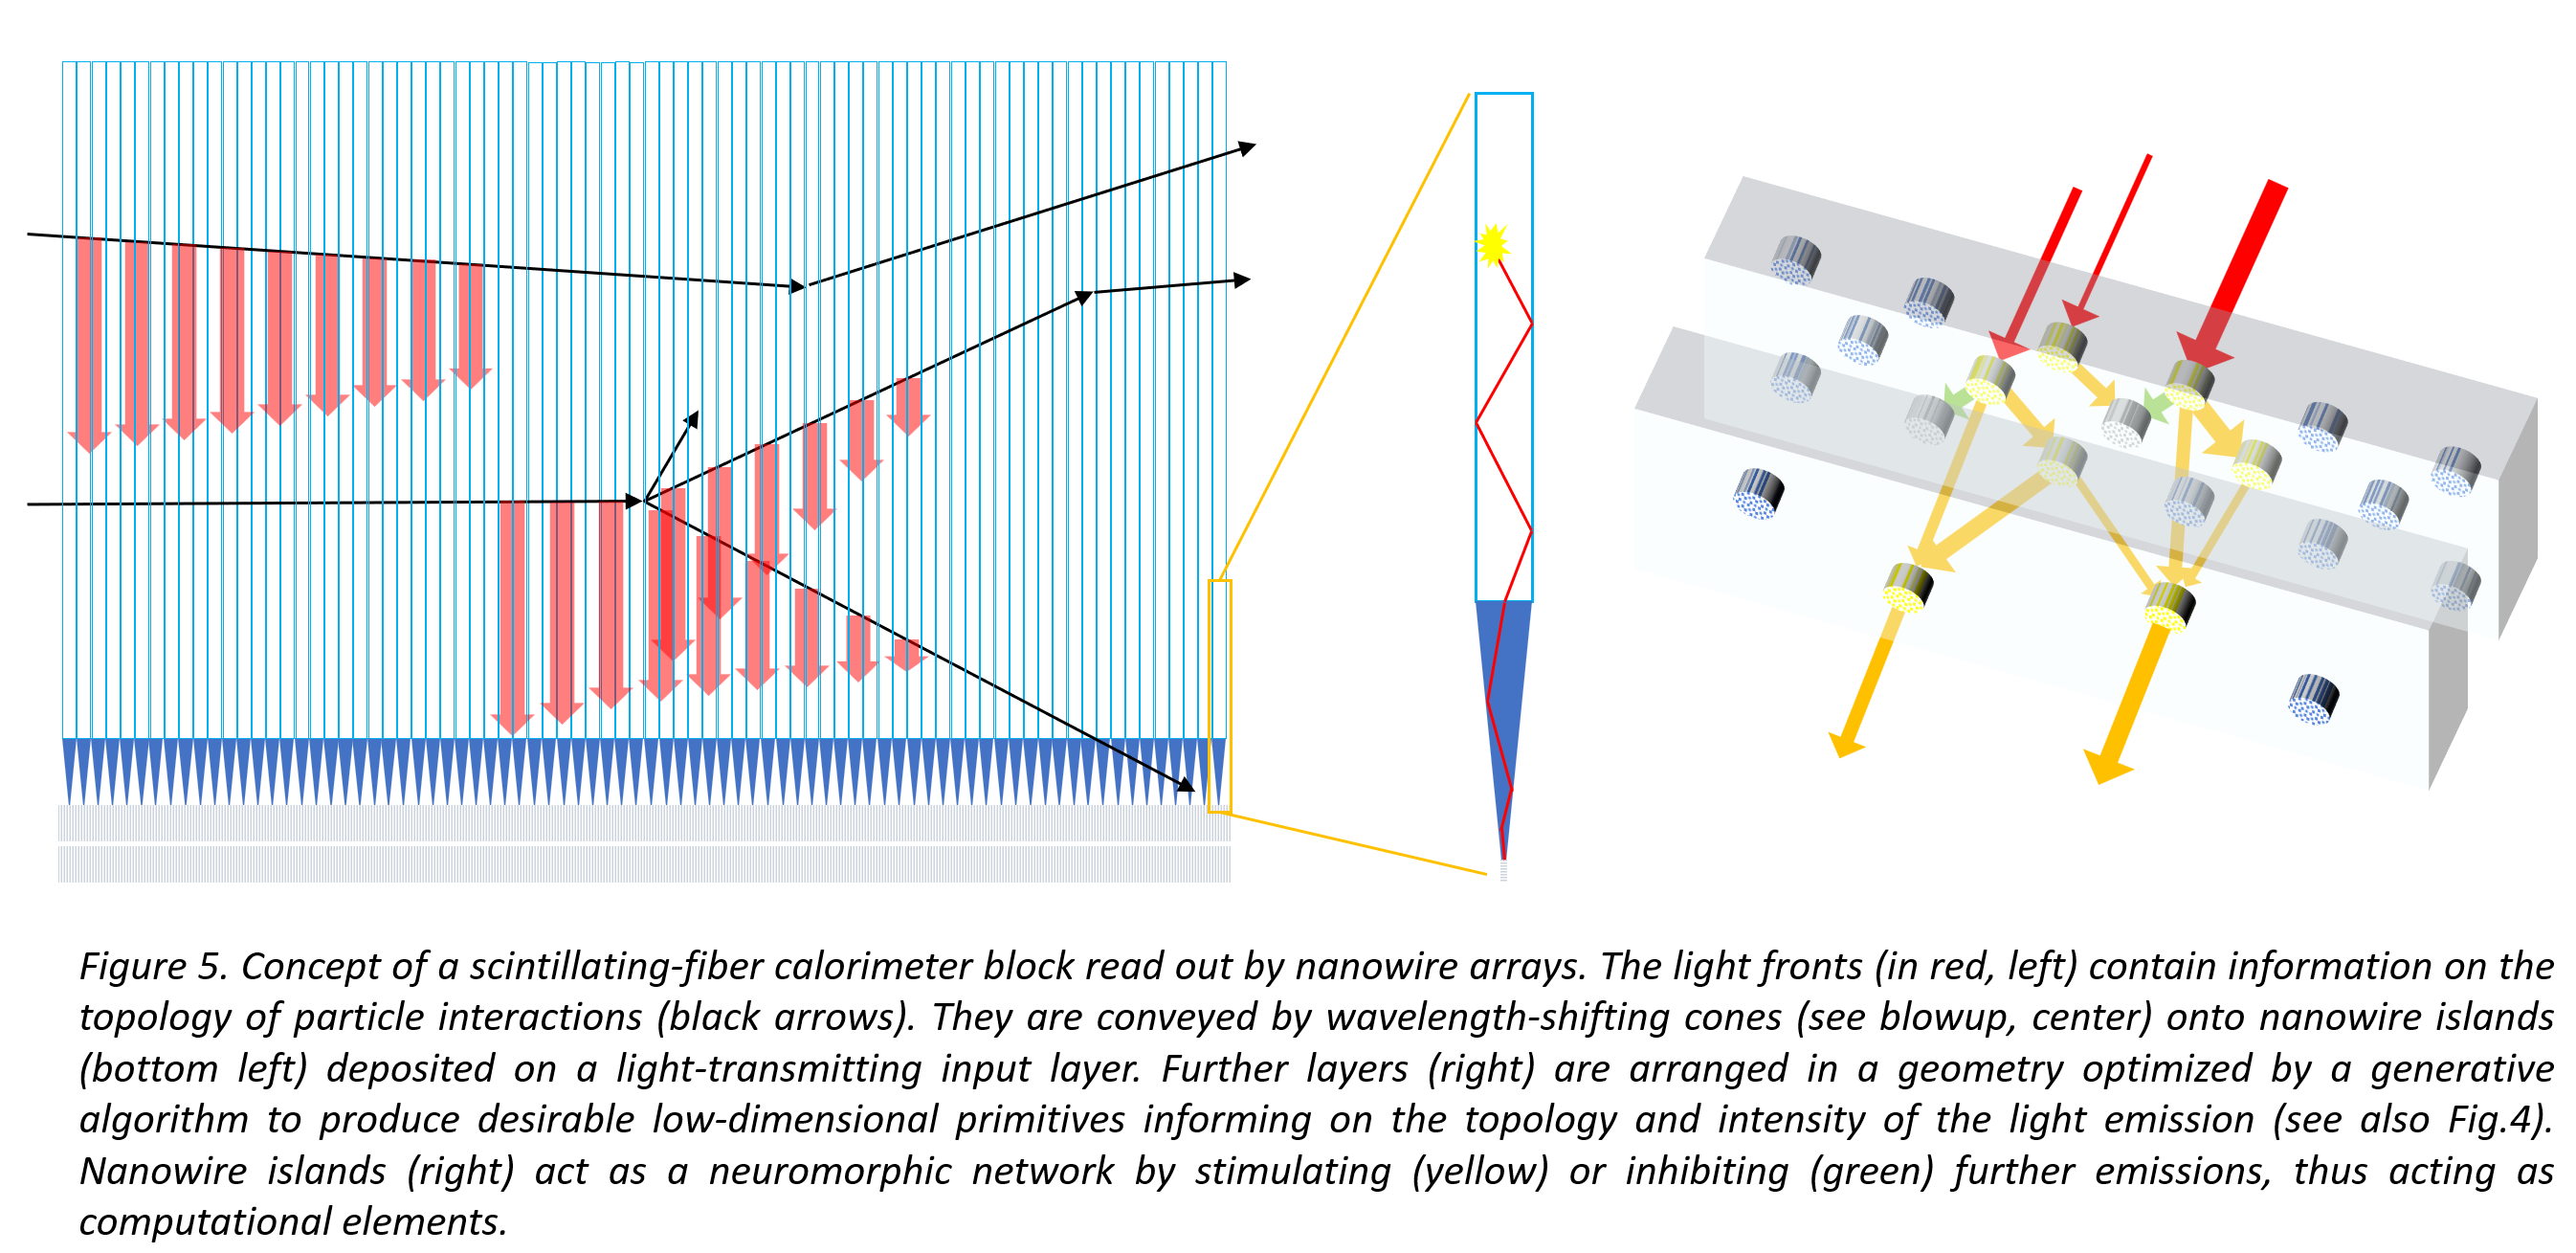 Figure 5. Concept of a scintillating-fiber calorimeter block read out by nanowire arrays. The light fronts (in red, left) contain information on the
topology of particle interactions (black arrows). They are conveyed by wavelength-shifting cones (see blowup, center) onto nanowire islands
(bottom left) deposited on a light-transmitting input layer. Further layers (right) are arranged in a geometry optimized by a generative
algorithm to produce desirable low-dimensional primitives informing on the topology and intensity of the light emission (see also Fig.4).
Nanowire islands (right) act as a neuromorphic network by stimulating (yellow) or inhibiting (green) further emissions, thus acting as
computational elements.